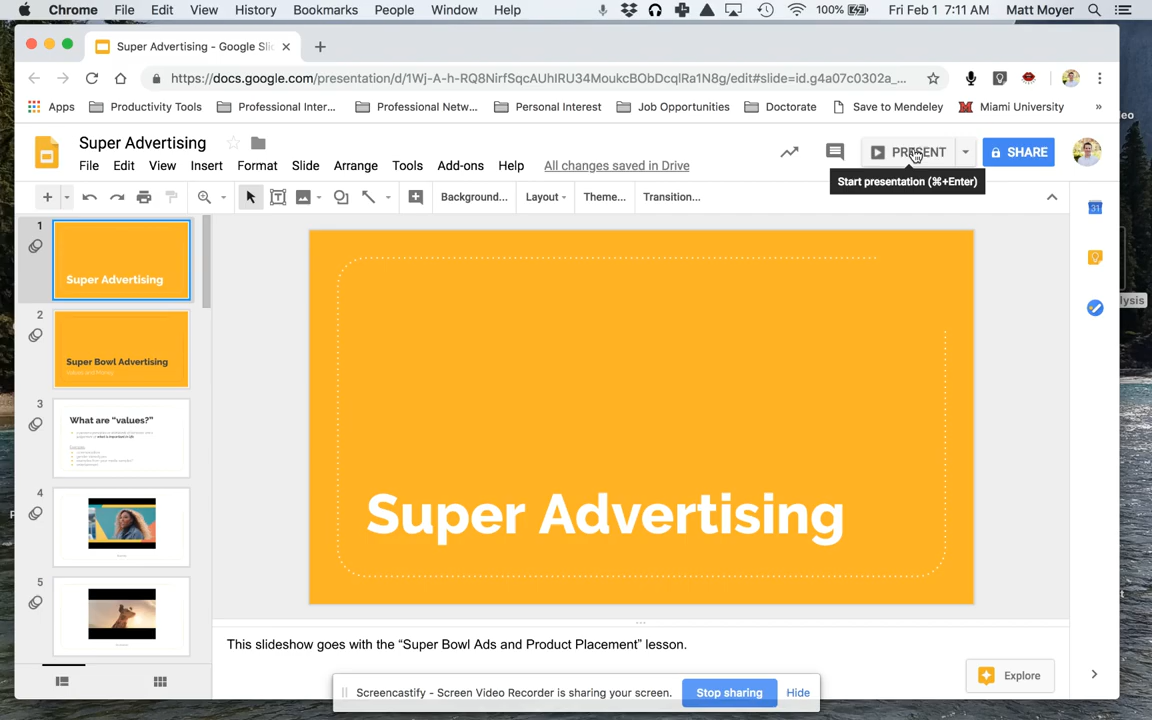 Chrome File Edit View History Bookmarks People Window Help 100% Fri Feb 1 7:11 AM Matt Moyer
Super Advertising - Google Slid
https://docs.google.com/presentation/d/1Wj-A-h-RQ8NirfSqcAUhIRU34MoukcBObDcqlRa1N8g/edit#slide=id.g4a07c0302a_...
Apps Productivity Tools Professional Inter... Professional Netw... Personal Interest Job Opportunities Doctorate Save to Mendeley Miami University »
Super Advertising
PRESENT SHARE
File Edit View Insert Format Slide Arrange Tools Add-ons Help All changes saved in Drive
Start presentation (⌘+Enter)
Background... Layout Theme... Transition...
31
1
Super Advertising
2
Super Bowl Advertising
Values and Money
3
What are "values?"
4
5
Super Advertising
lysis
This slideshow goes with the "Super Bowl Ads and Product Placement" lesson.
Explore
Screencastify - Screen Video Recorder is sharing your screen. Stop sharing Hide